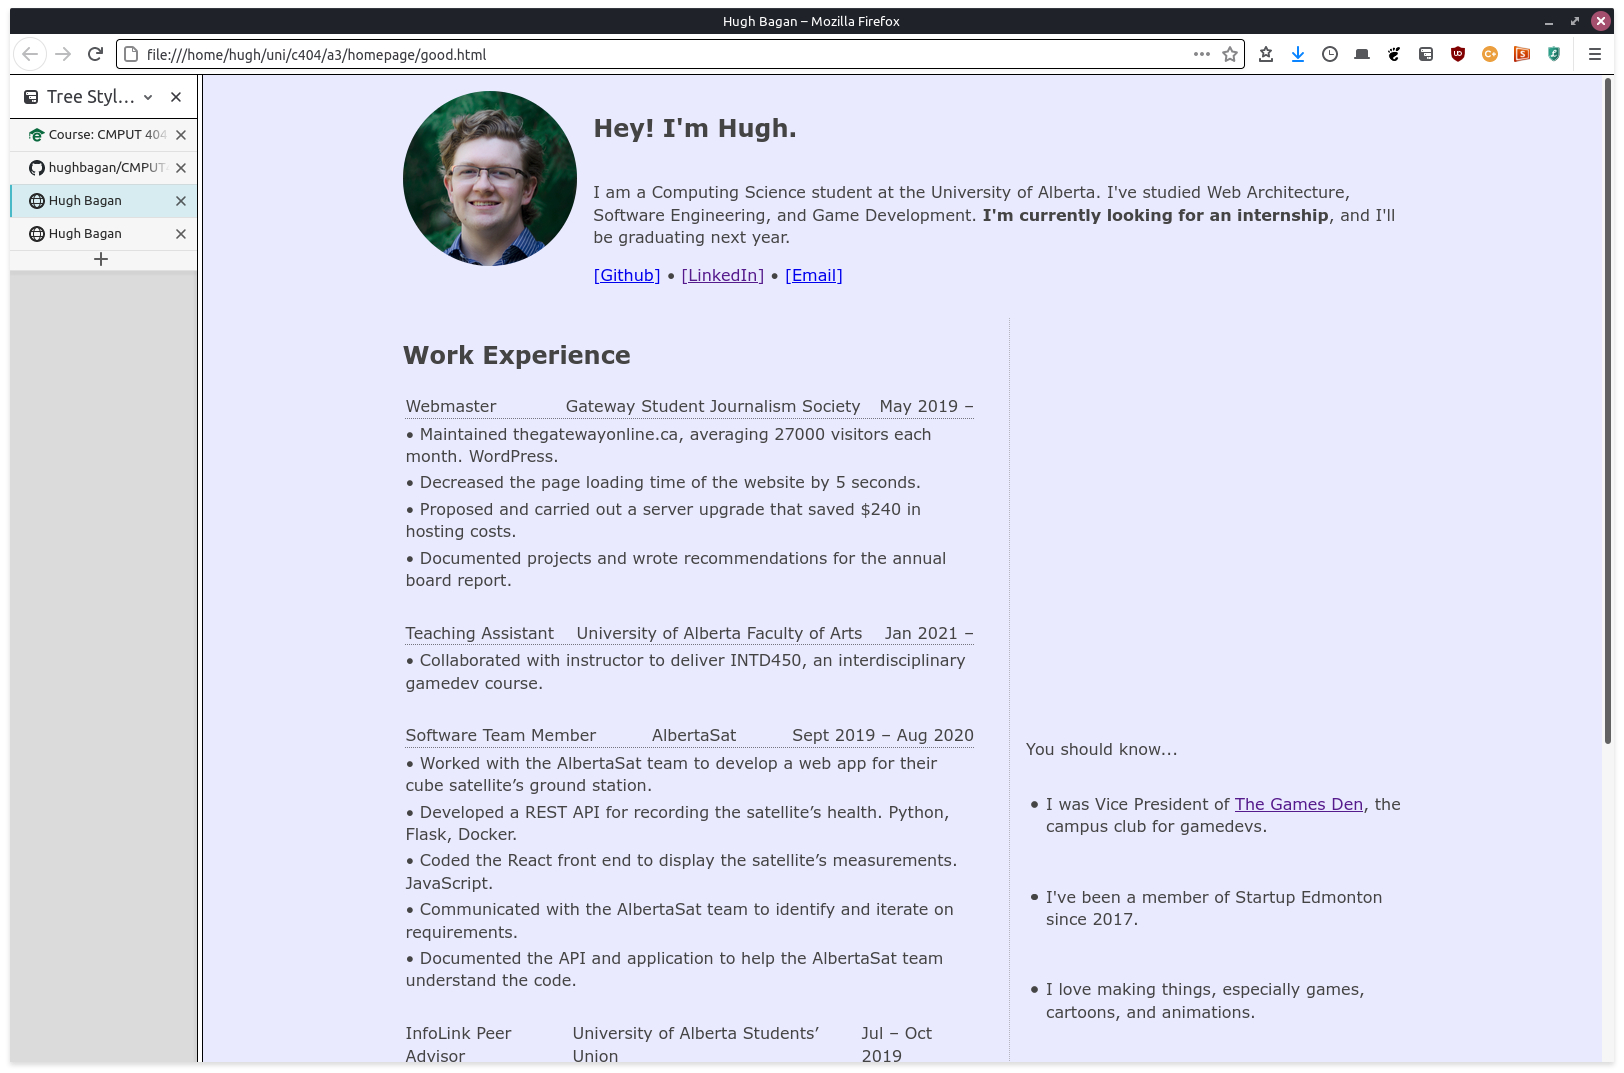 Hugh Bagan – Mozilla Firefox
file:///home/hugh/uni/c404/a3/homepage/good.html
Tree Styl...
Course: CMPUT 404
hughbagan/CMPUT
Hugh Bagan
Hugh Bagan
Hey! I'm Hugh.
I am a Computing Science student at the University of Alberta. I've studied Web Architecture,
Software Engineering, and Game Development. I'm currently looking for an internship, and I'll
be graduating next year.
[Github] • [LinkedIn] • [Email]
Work Experience
Webmaster Gateway Student Journalism Society May 2019 –
• Maintained thegatewayonline.ca, averaging 27000 visitors each
month. WordPress.
• Decreased the page loading time of the website by 5 seconds.
• Proposed and carried out a server upgrade that saved $240 in
hosting costs.
• Documented projects and wrote recommendations for the annual
board report.
Teaching Assistant University of Alberta Faculty of Arts Jan 2021 –
• Collaborated with instructor to deliver INTD450, an interdisciplinary
gamedev course.
Software Team Member AlbertaSat Sept 2019 – Aug 2020
• Worked with the AlbertaSat team to develop a web app for their
cube satellite’s ground station.
• Developed a REST API for recording the satellite’s health. Python,
Flask, Docker.
• Coded the React front end to display the satellite’s measurements.
JavaScript.
• Communicated with the AlbertaSat team to identify and iterate on
requirements.
• Documented the API and application to help the AlbertaSat team
understand the code.
InfoLink Peer University of Alberta Students’ Jul – Oct
Advisor Union 2019
You should know...
• I was Vice President of The Games Den, the
campus club for gamedevs.
• I've been a member of Startup Edmonton
since 2017.
• I love making things, especially games,
cartoons, and animations.